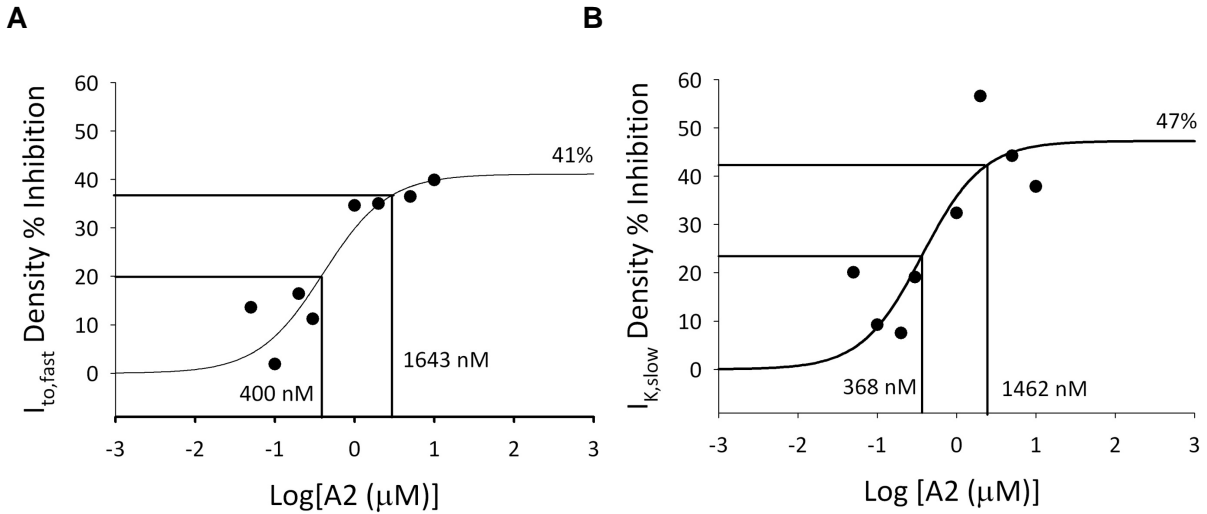 A
I to,fast Density % Inhibition
60
50
40
30
20
10
0
41%
1643 nM
400 nM
-3 -2 -1 0 1 2 3
Log[A2 (μM)]
B
I K,slow Density % Inhibition
60
50
40
30
20
10
0
47%
368 nM
1462 nM
-3 -2 -1 0 1 2 3
Log [A2 (μM)]